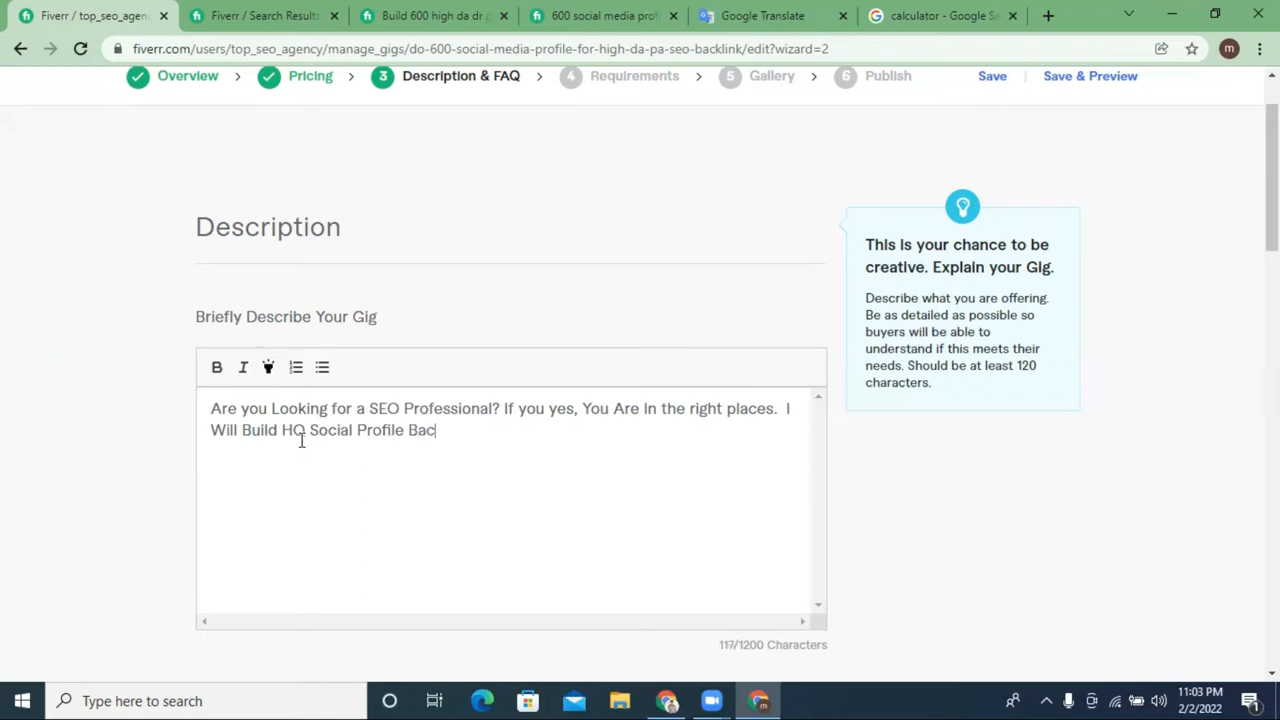 Fiverr / top_seo_agenc
Fiverr / Search Results
Build 600 high da dr p
600 social media prof
Google Translate
calculator - Google Se
fiverr.com/users/top_seo_agency/manage_gigs/do-600-social-media-profile-for-high-da-pa-seo-backlink/edit?wizard=2
m
Overview
Pricing
3 Description & FAQ
4 Requirements
5 Gallery
6 Publish
Save
Save & Preview
Description
This is your chance to be
creative. Explain your Gig.
Describe what you are offering.
Be as detailed as possible so
buyers will be able to
understand if this meets their
needs. Should be at least 120
characters.
Briefly Describe Your Gig
B I
Are you Looking for a SEO Professional? If you yes, You Are In the right places. I
Will Build HQ Social Profile Bac
117/1200 Characters
Type here to search
11:03 PM
2/2/2022
1